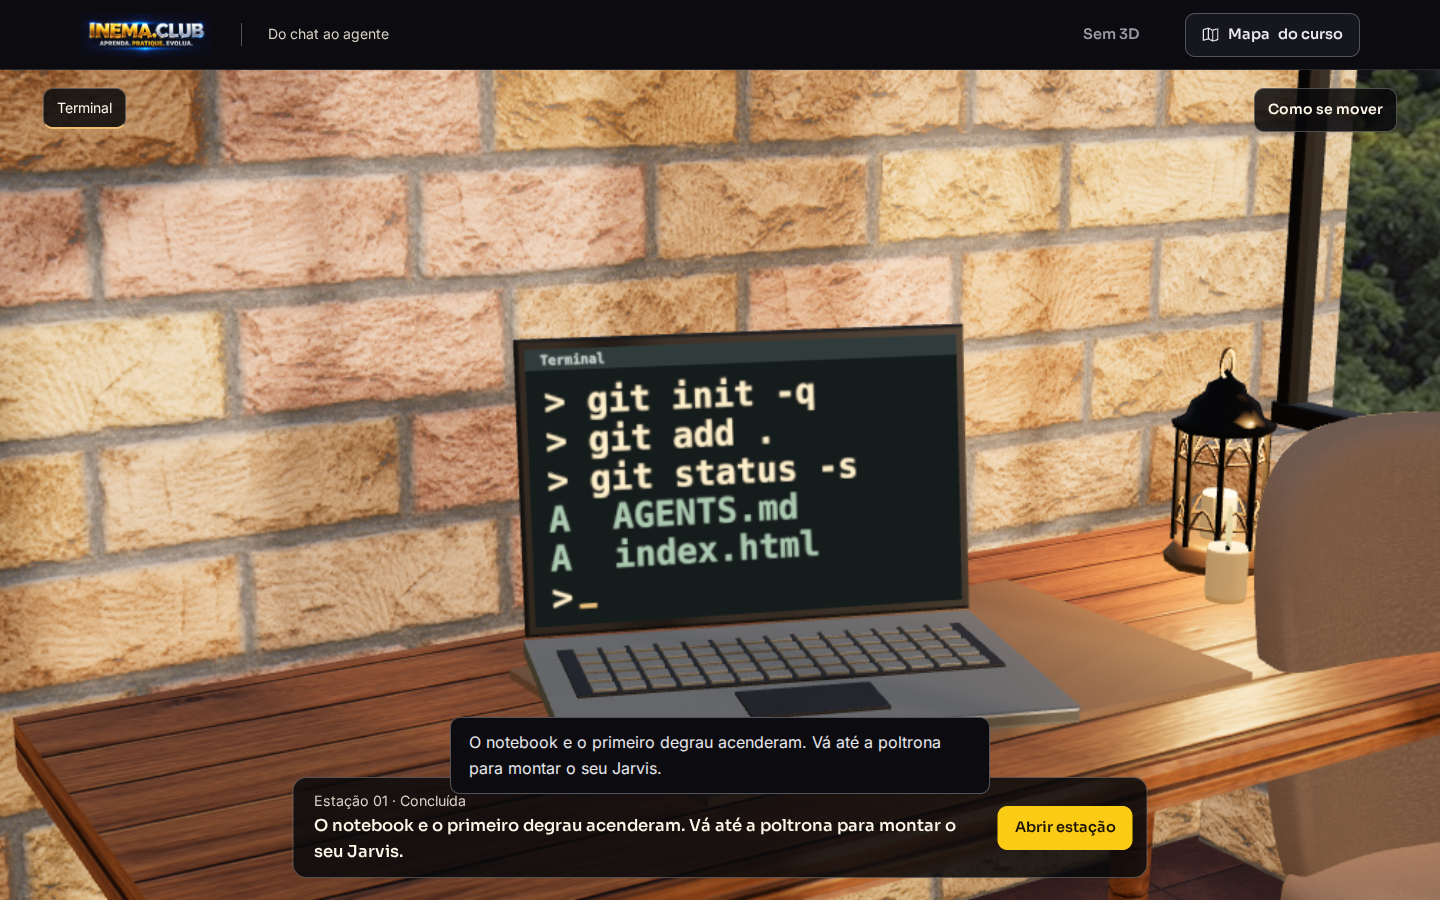 INEMA.CLUB
APRENDA. PRATIQUE. EVOLUA.
Do chat ao agente
Sem 3D
Mapa do curso
Terminal
Como se mover
Terminal
> git init -q
> git add .
> git status -s
A AGENTS.md
A index.html
>_
O notebook e o primeiro degrau acenderam. Vá até a poltrona
para montar o seu Jarvis.
Estação 01 · Concluída
O notebook e o primeiro degrau acenderam. Vá até a poltrona para montar o
seu Jarvis.
Abrir estação